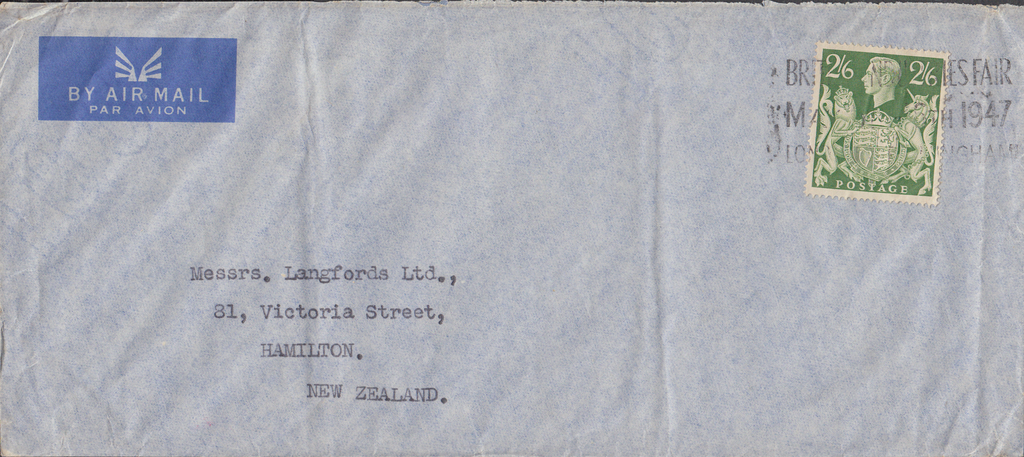 BY AIR MAIL
PAR AVION
2/6 2/6
POSTAGE
FAIR
1947
Messrs. Langfords Ltd.,
81, Victoria Street,
HAMILTON.
NEW ZEALAND.